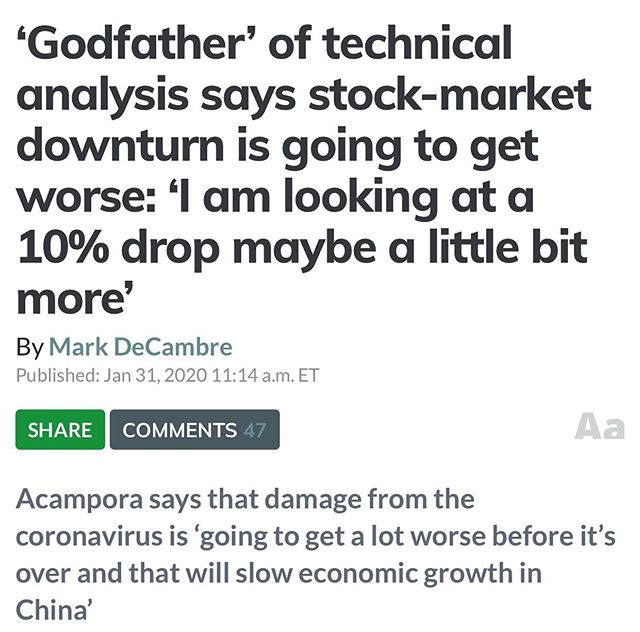 ‘Godfather’ of technical
analysis says stock-market
downturn is going to get
worse: ‘I am looking at a
10% drop maybe a little bit
more’
By Mark DeCambre
Published: Jan 31, 2020 11:14 a.m. ET
SHARE COMMENTS 47 Aa
Acampora says that damage from the
coronavirus is ‘going to get a lot worse before it’s
over and that will slow economic growth in
China’